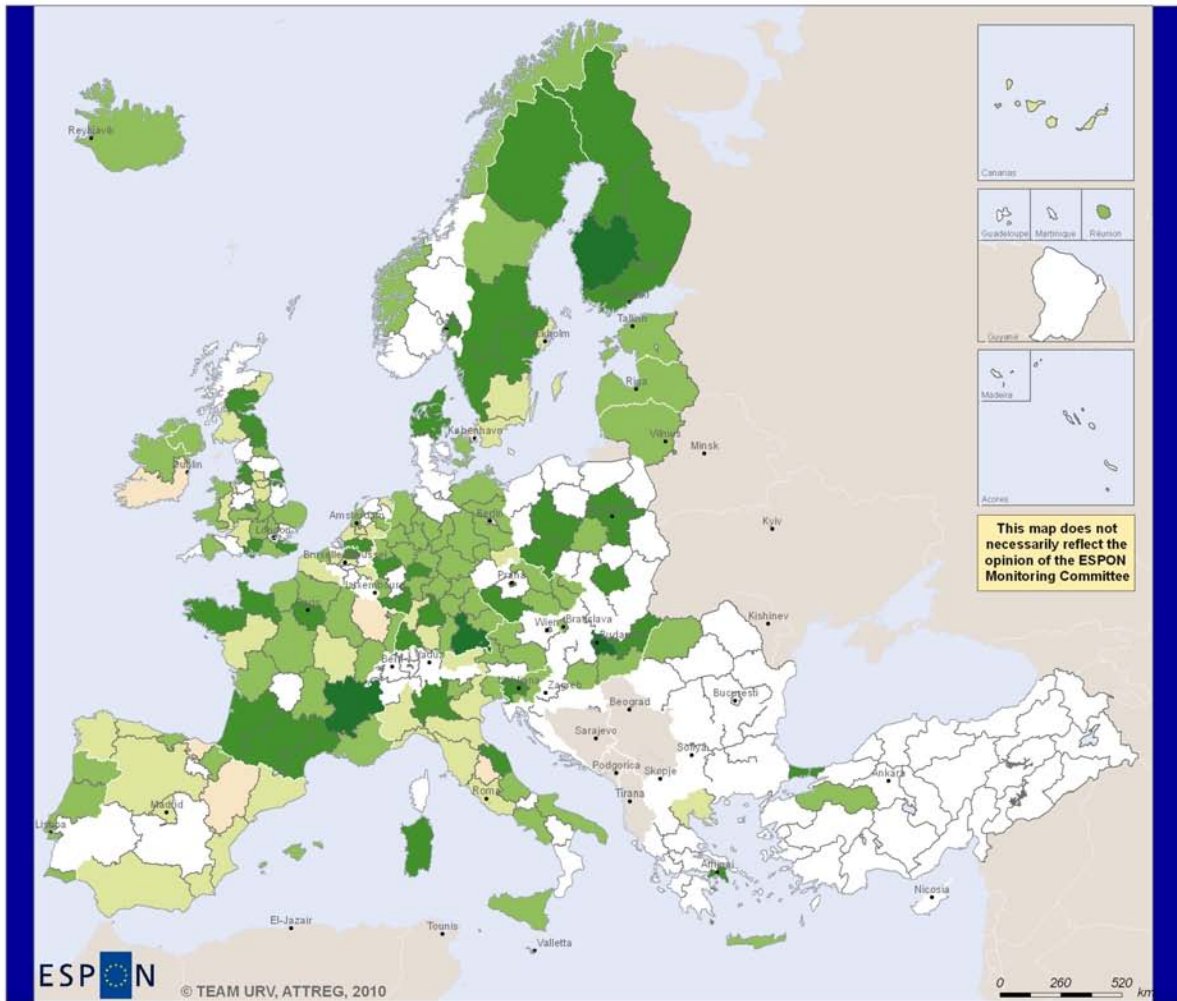 Reykjavik
Canarias
Guadeloupe
Martinique
Réunion
Guyane
Madeira
Acores
This map does not
necessarily reflect the
opinion of the ESPON
Monitoring Committee
Tallinn
Riga
København
Vilnius
Minsk
Dublin
Amsterdam
Berlin
London
Kyiv
Praha
Kishinev
Wien
Bratislava
Bern
Vaduz
Zagreb
Beograd
Bucuresti
Sarajevo
Sofiya
Podgorica
Skopje
Ankara
Roma
Tirana
Madrid
Lisboa
Athinai
Nicosia
El-Jazair
Tounis
Valletta
ESPON
© TEAM URV, ATTREG, 2010
0 260 520
km